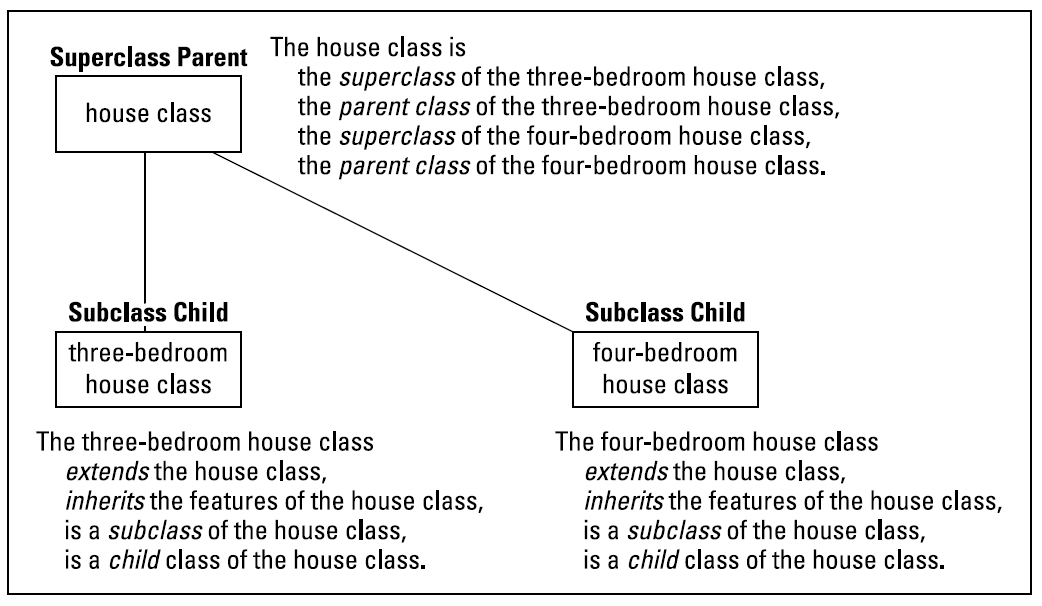 Superclass Parent
house class
The house class is
the superclass of the three-bedroom house class,
the parent class of the three-bedroom house class,
the superclass of the four-bedroom house class,
the parent class of the four-bedroom house class.
Subclass Child
three-bedroom
house class
The three-bedroom house class
extends the house class,
inherits the features of the house class,
is a subclass of the house class,
is a child class of the house class.
Subclass Child
four-bedroom
house class
The four-bedroom house class
extends the house class,
inherits the features of the house class,
is a subclass of the house class,
is a child class of the house class.